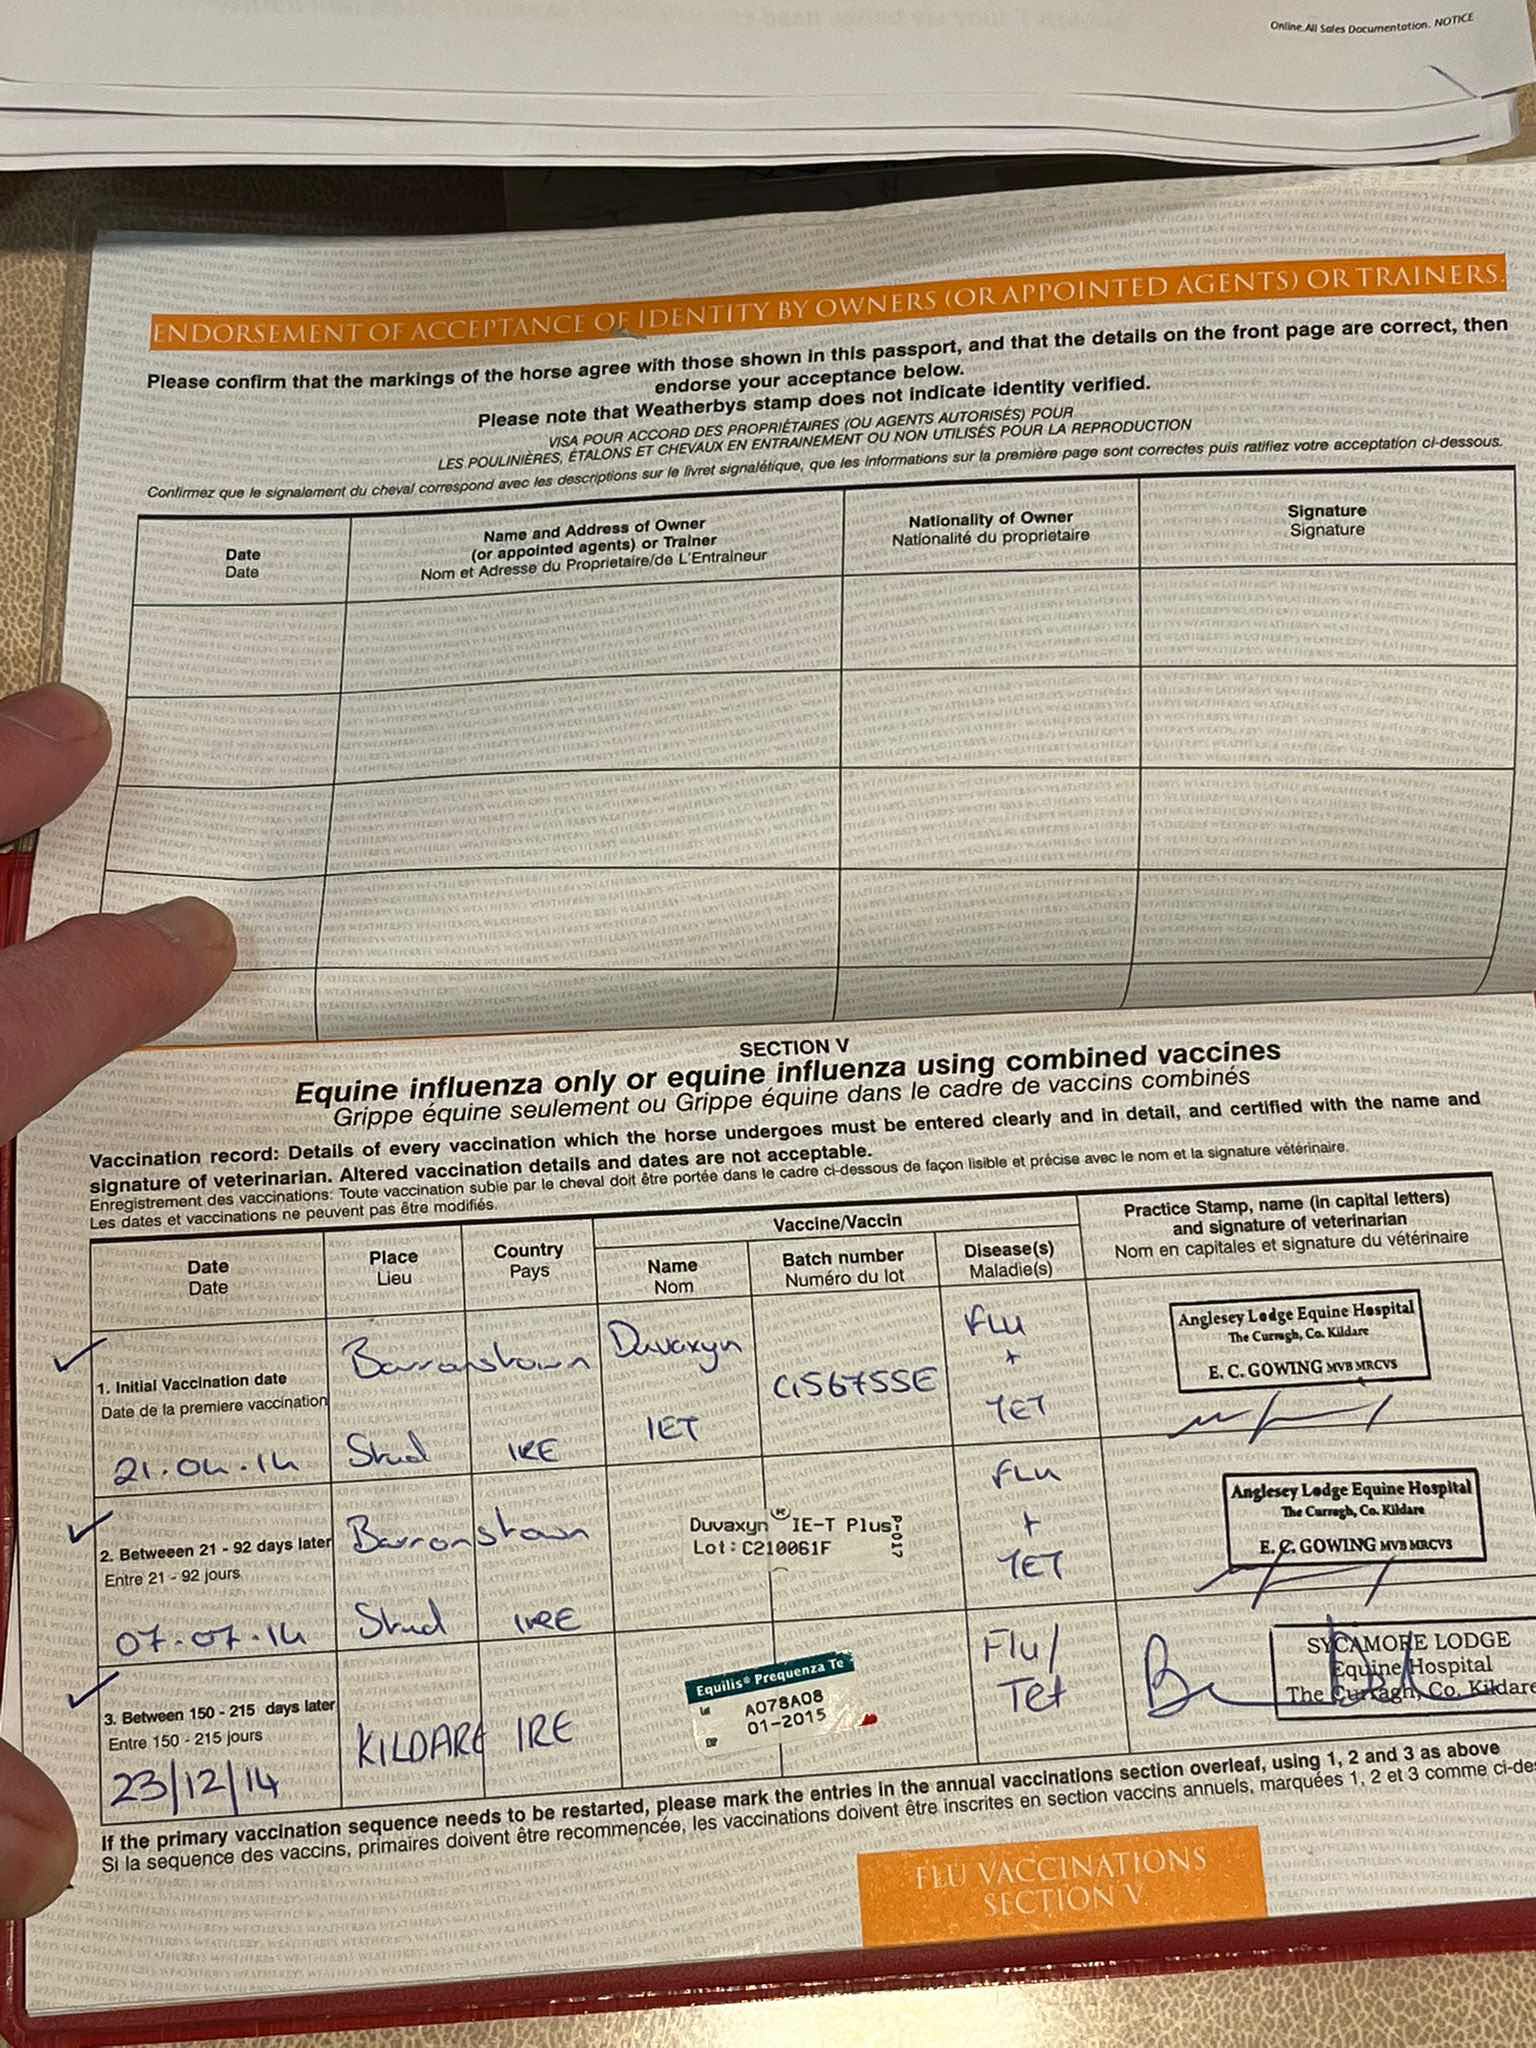 Online.All Sales Documentation. NOTICE
ENDORSEMENT OF ACCEPTANCE OF IDENTITY BY OWNERS (OR APPOINTED AGENTS) OR TRAINERS.
Please confirm that the markings of the horse agree with those shown in this passport, and that the details on the front page are correct, then
endorse your acceptance below.
Please note that Weatherbys stamp does not indicate identity verified.
VISA POUR ACCORD DES PROPRIÉTAIRES (OU AGENTS AUTORISÉS) POUR
LES POULINIÈRES, ÉTALONS ET CHEVAUX EN ENTRAINEMENT OU NON UTILISÉS POUR LA REPRODUCTION
Confirmez que le signalement du cheval correspond avec les descriptions sur le livret signalétique, que les informations sur la première page sont correctes puis ratifiez votre acceptation ci-dessous.
Date
Date
Name and Address of Owner
(or appointed agents) or Trainer
Nom et Adresse du Proprietaire/de L'Entraineur
Nationality of Owner
Nationalité du proprietaire
Signature
Signature
SECTION V
Equine influenza only or equine influenza using combined vaccines
Grippe équine seulement ou Grippe équine dans le cadre de vaccins combinés
Vaccination record: Details of every vaccination which the horse undergoes must be entered clearly and in detail, and certified with the name and
signature of veterinarian. Altered vaccination details and dates are not acceptable.
Enregistrement des vaccinations: Toute vaccination subie par le cheval doit être portée dans le cadre ci-dessous de façon lisible et précise avec le nom et la signature vétérinaire.
Les dates et vaccinations ne peuvent pas être modifiés.
Date
Date
Place
Lieu
Country
Pays
Vaccine/Vaccin
Name
Nom
Batch number
Numéro du lot
Disease(s)
Maladie(s)
Practice Stamp, name (in capital letters)
and signature of veterinarian
Nom en capitales et signature du vétérinaire
1. Initial Vaccination date
Date de la premiere vaccination
21.04.14
Barronstown
Stud
IRE
Duvaxyn
IET
C156755E
FLU
+
TET
Anglesey Lodge Equine Hospital
The Curragh, Co. Kildare
E. C. GOWING MVB MRCVS
2. Betweeen 21 - 92 days later
Entre 21 - 92 jours
07.07.14
Barronstown
Stud
IRE
Duvaxyn IE-T Plus
Lot: C210061F
P-017
FLU
+
TET
Anglesey Lodge Equine Hospital
The Curragh, Co. Kildare
E. C. GOWING MVB MRCVS
3. Between 150 - 215 days later
Entre 150 - 215 jours
23/12/14
KILDARE
IRE
Equilis® Prequenza Te
Lot A078A08
EXP 01-2015
Flu/
Tet
SYCAMORE LODGE
Equine Hospital
The Curragh, Co. Kildare
If the primary vaccination sequence needs to be restarted, please mark the entries in the annual vaccinations section overleaf, using 1, 2 and 3 as above
Si la sequence des vaccins, primaires doivent être recommencée, les vaccinations doivent être inscrites en section vaccins annuels, marquées 1, 2 et 3 comme
FLU VACCINATIONS
SECTION V